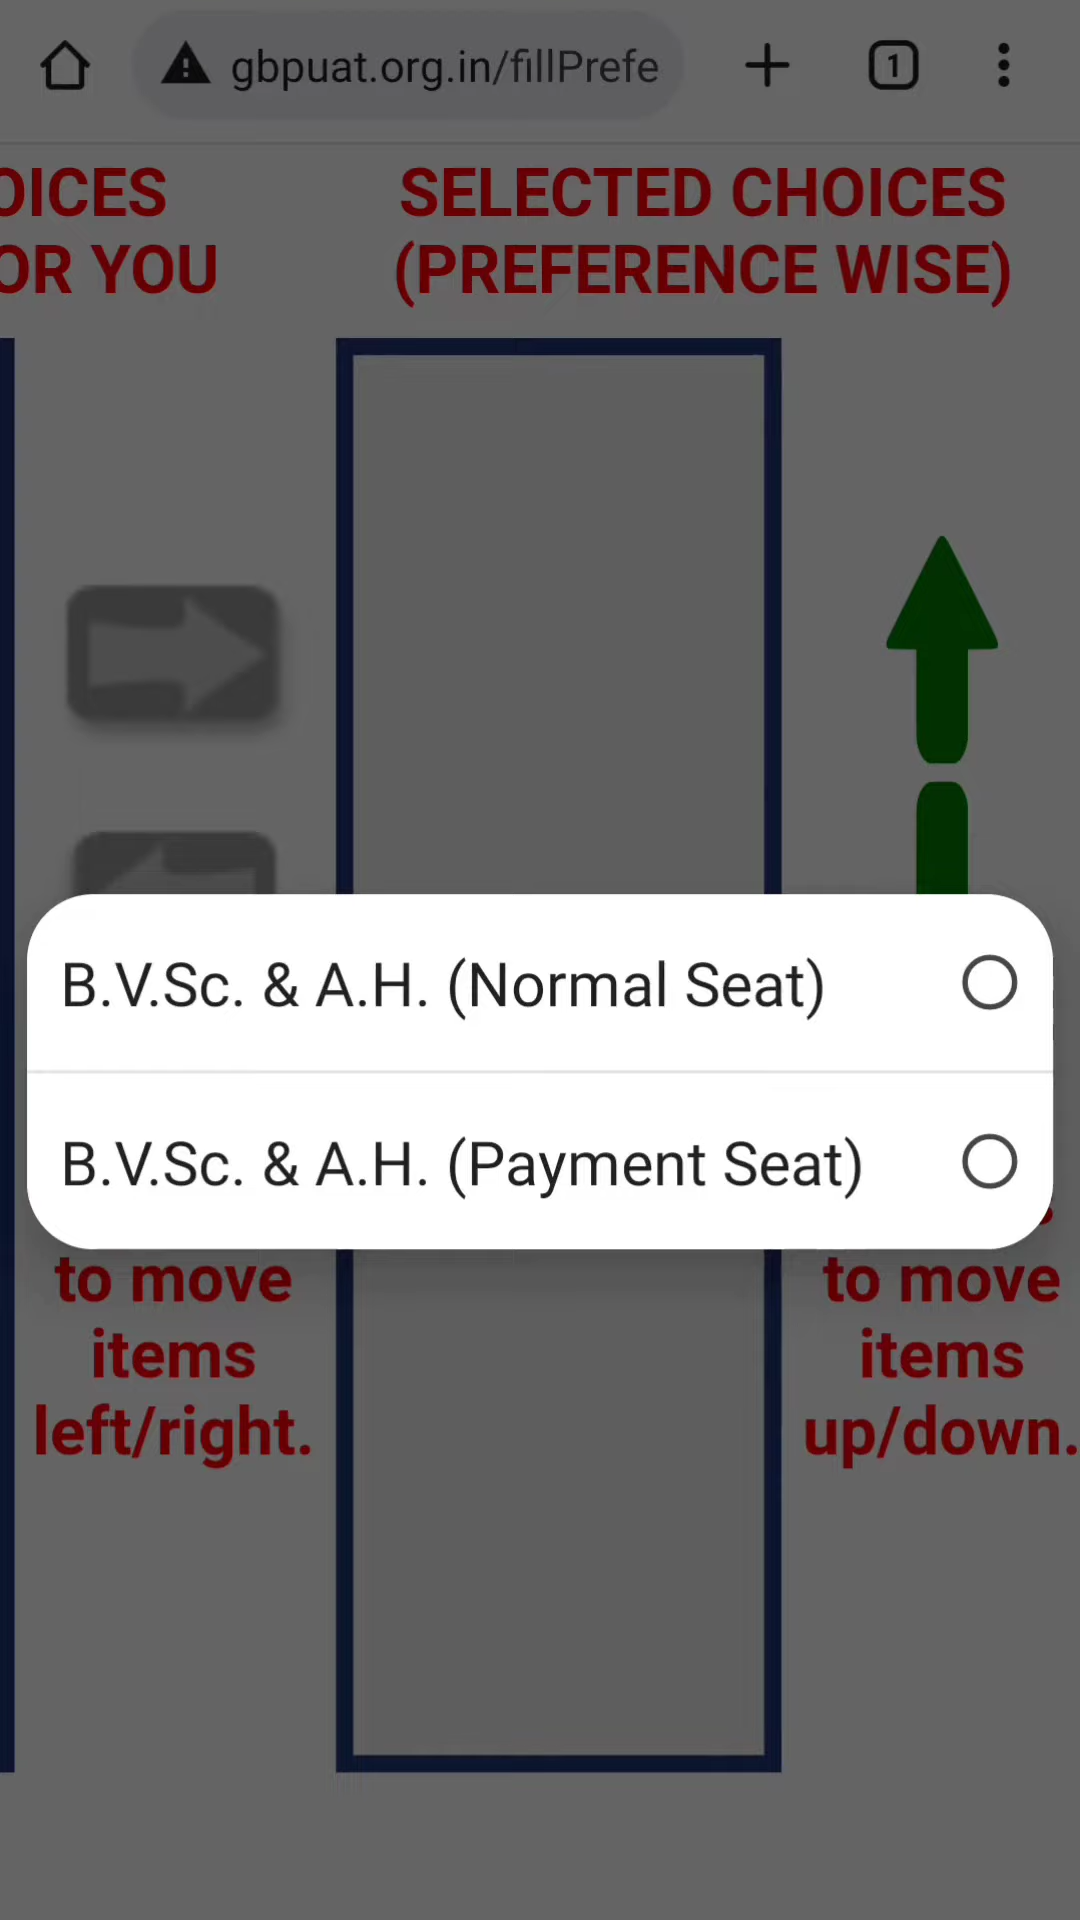 gbpuat.org.in/fillPrefe
1
OICES
OR YOU
SELECTED CHOICES
(PREFERENCE WISE)
B.V.Sc. & A.H. (Normal Seat)
B.V.Sc. & A.H. (Payment Seat)
to move
items
left/right.
to move
items
up/down.